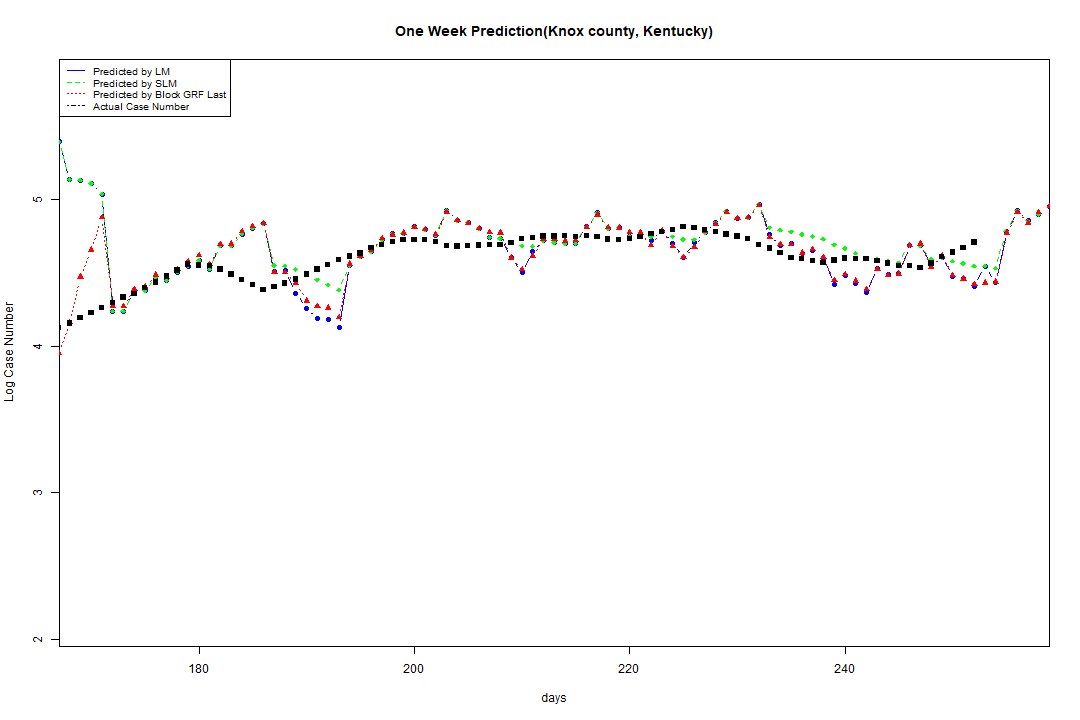 One Week Prediction(Knox county, Kentucky)
Predicted by LM
Predicted by SLM
Predicted by Block GRF Last
Actual Case Number
5
4
3
2
Log Case Number
180 200 220 240
days